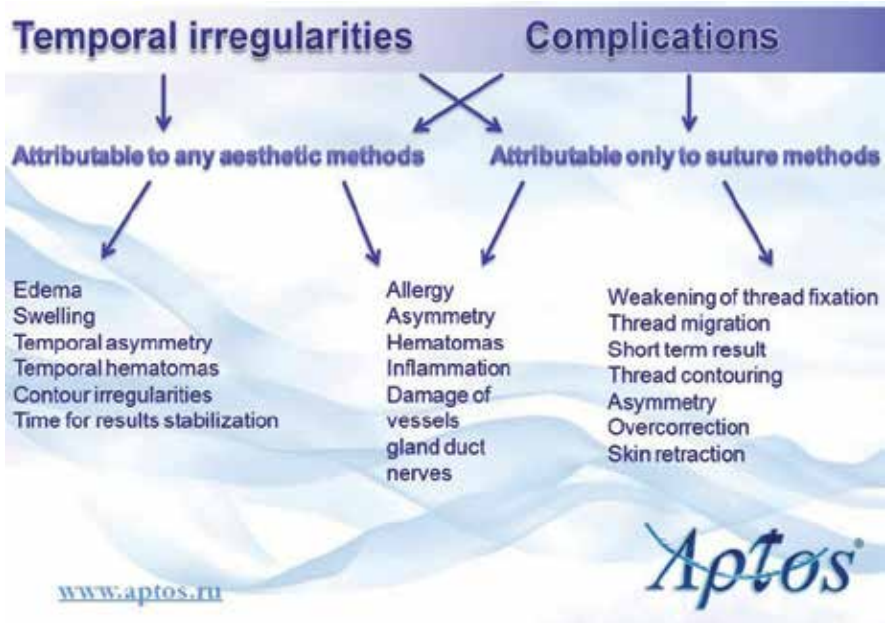 Temporal irregularities
Complications
Attributable to any aesthetic methods
Attributable only to suture methods
Edema
Swelling
Temporal asymmetry
Temporal hematomas
Contour irregularities
Time for results stabilization
Allergy
Asymmetry
Hematomas
Inflammation
Damage of
vessels
gland duct
nerves
Weakening of thread fixation
Thread migration
Short term result
Thread contouring
Asymmetry
Overcorrection
Skin retraction
www.aptos.ru
Aptos®